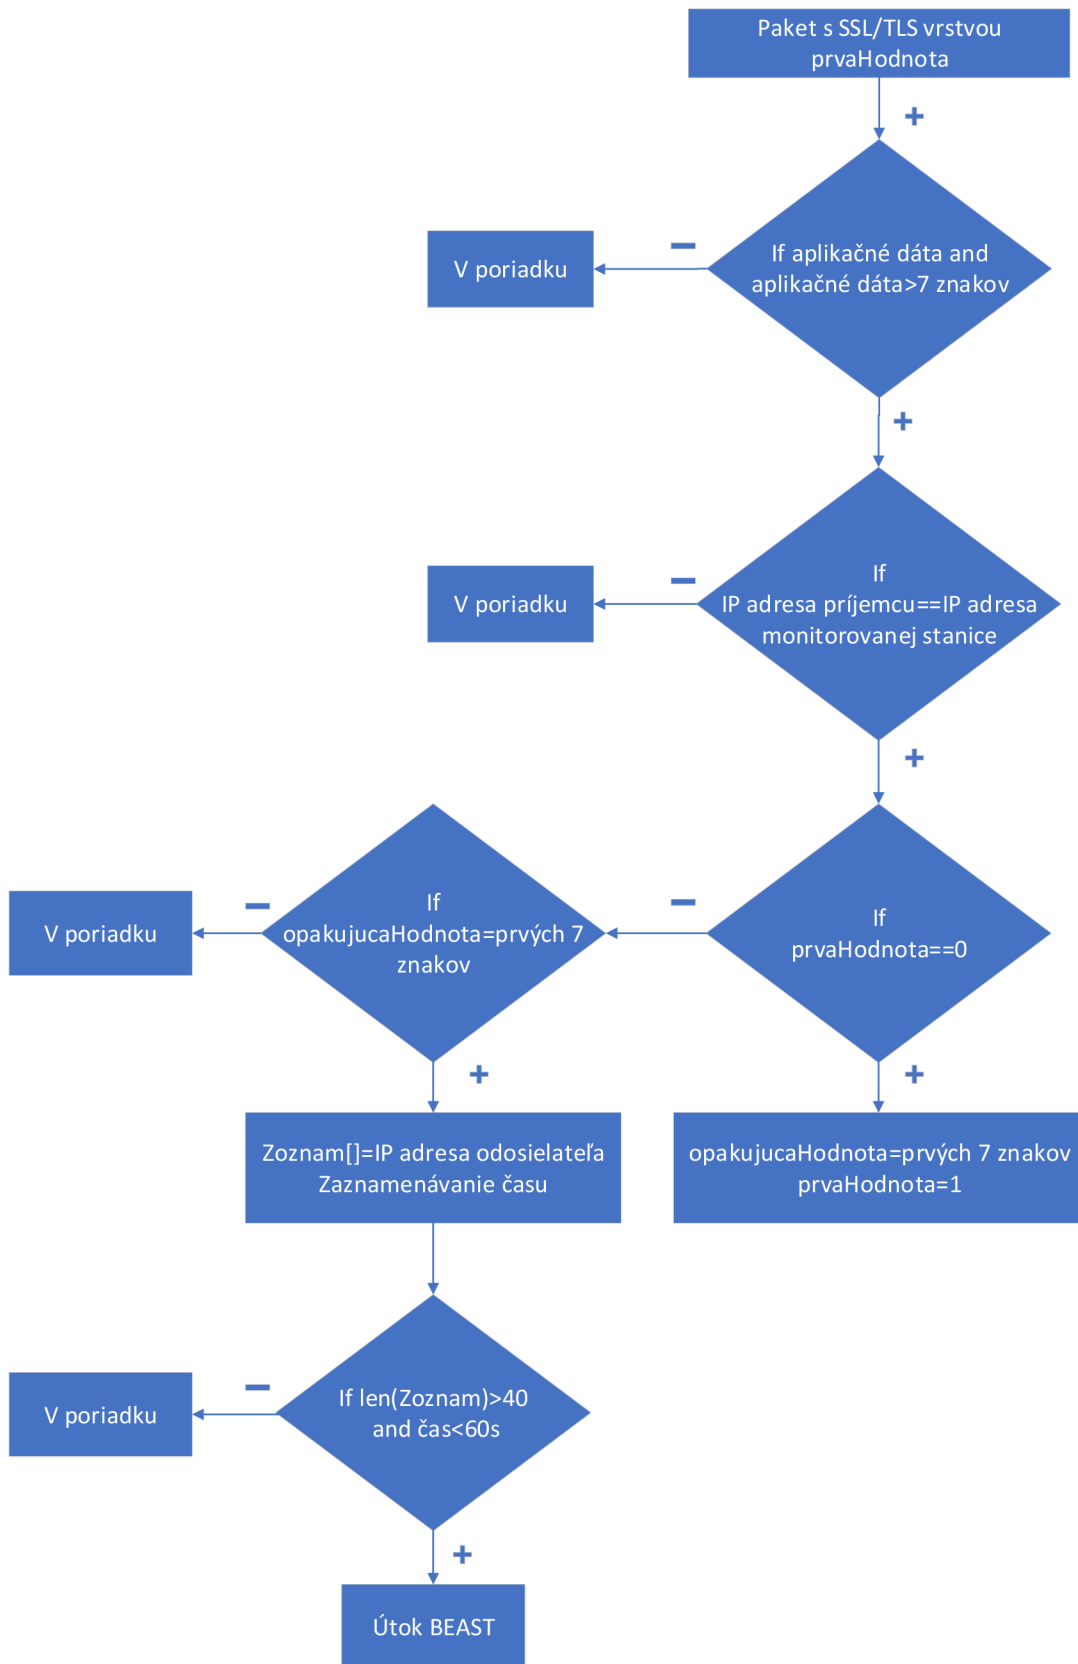 Paket s SSL/TLS vrstvou
prvaHodnota
+
If aplikačné dáta and
aplikačné dáta>7 znakov
−
V poriadku
+
If
IP adresa príjemcu==IP adresa
monitorovanej stanice
−
V poriadku
+
If
prvaHodnota==0
−
If
opakujucaHodnota=prvých 7
znakov
−
V poriadku
+
+
Zoznam[]=IP adresa odosielateľa
Zaznamenávanie času
opakujucaHodnota=prvých 7 znakov
prvaHodnota=1
If len(Zoznam)>40
and čas<60s
−
V poriadku
+
Útok BEAST